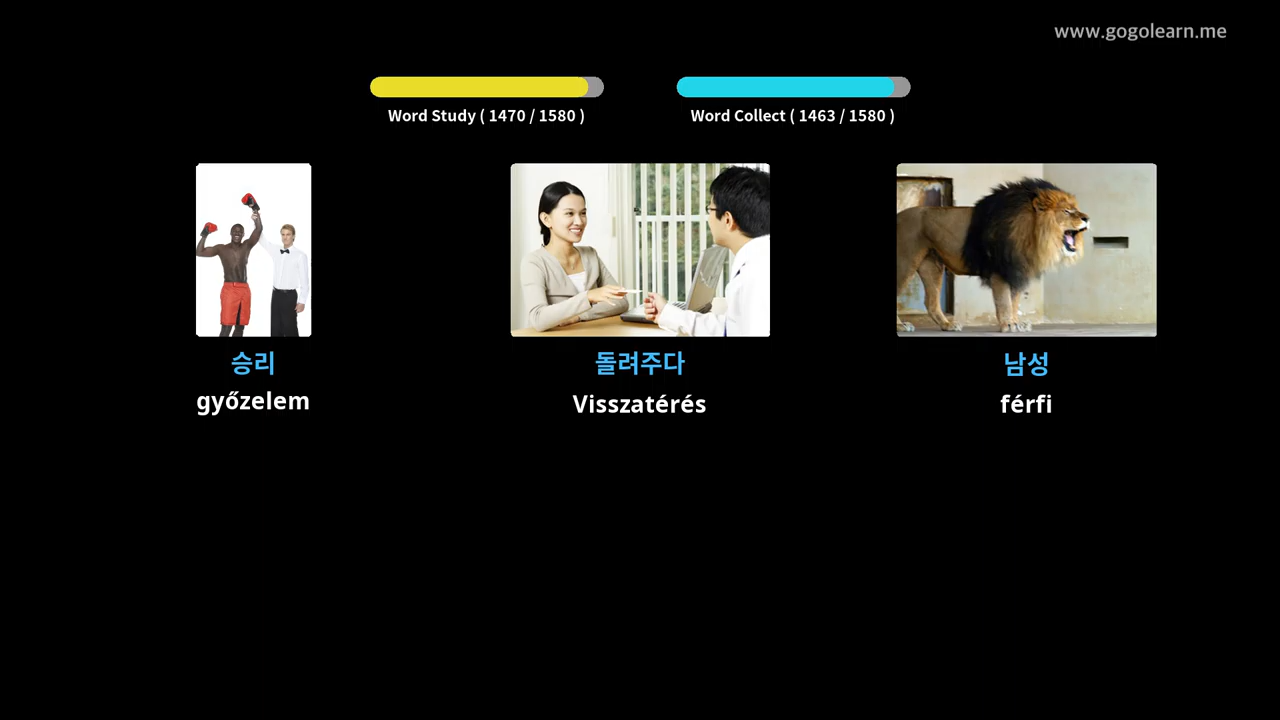 www.gogolearn.me
Word Study ( 1470 / 1580 )
Word Collect ( 1463 / 1580 )
승리
돌려주다
남성
győzelem
Visszatérés
férfi